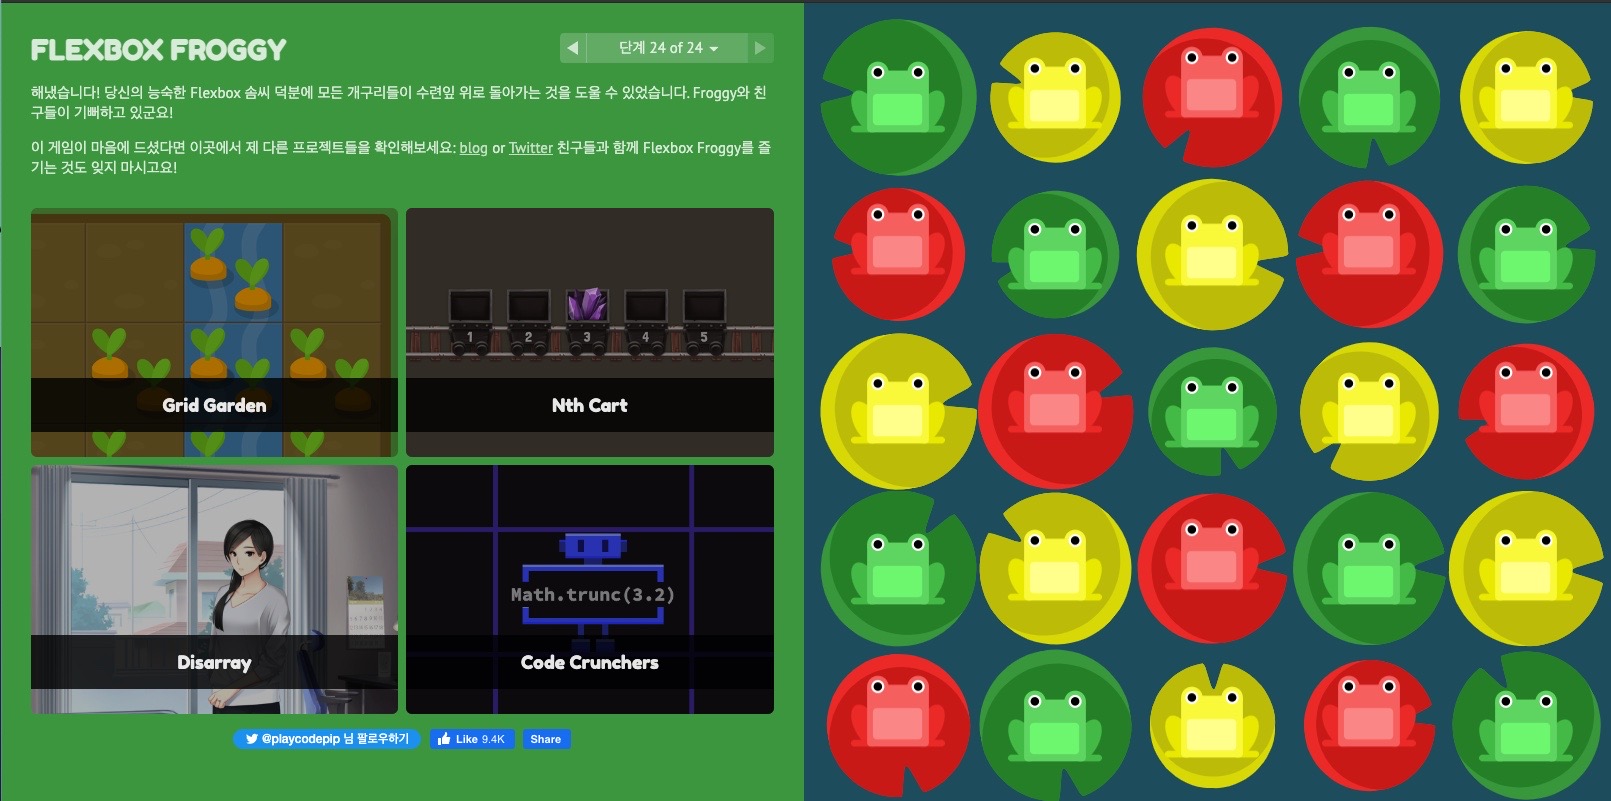 FLEXBOX FROGGY
단계 24 of 24
해냈습니다! 당신의 능숙한 Flexbox 솜씨 덕분에 모든 개구리들이 수련잎 위로 돌아가는 것을 도울 수 있었습니다. Froggy와 친
구들이 기뻐하고 있군요!
이 게임이 마음에 드셨다면 이곳에서 제 다른 프로젝트들을 확인해보세요: blog or Twitter 친구들과 함께 Flexbox Froggy를 즐
기는 것도 잊지 마시고요!
1 2 3 4 5
Grid Garden
Nth Cart
Math.trunc(3.2)
Disarray
Code Crunchers
@playcodepip 님 팔로우하기
Like 9.4K
Share